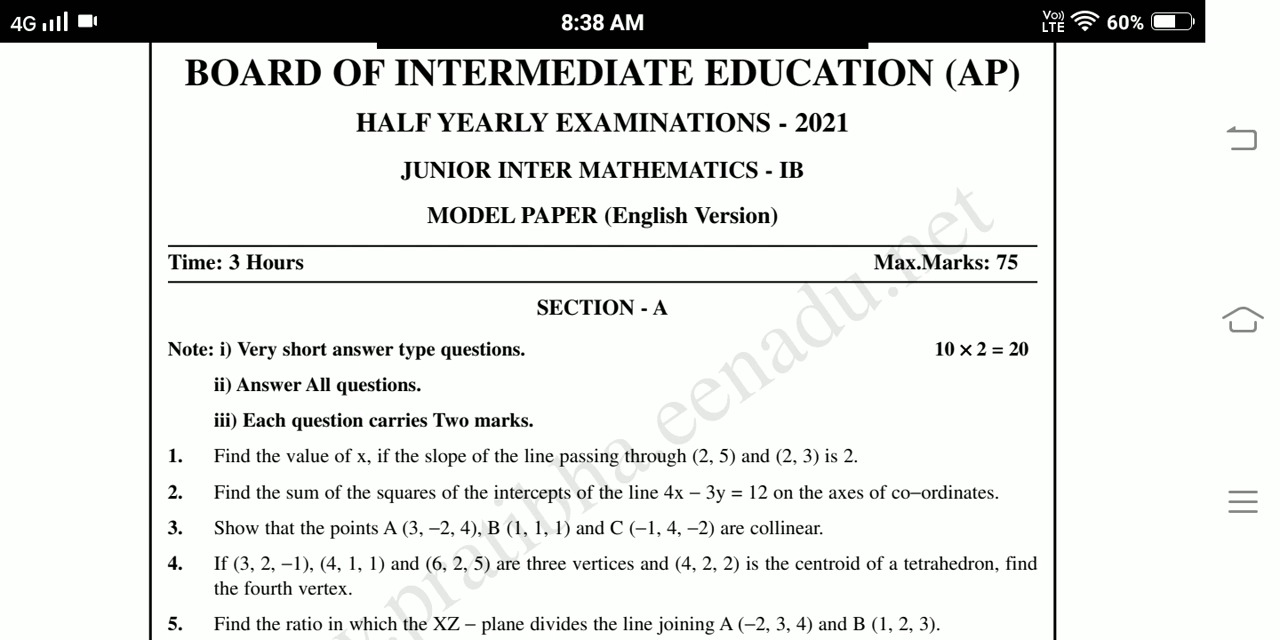 4G 8:38 AM Vo)) LTE 60%
BOARD OF INTERMEDIATE EDUCATION (AP)
HALF YEARLY EXAMINATIONS - 2021
JUNIOR INTER MATHEMATICS - IB
MODEL PAPER (English Version)
Time: 3 Hours Max.Marks: 75
SECTION - A
Note: i) Very short answer type questions. 10 × 2 = 20
ii) Answer All questions.
iii) Each question carries Two marks.
1. Find the value of x, if the slope of the line passing through (2, 5) and (2, 3) is 2.
2. Find the sum of the squares of the intercepts of the line 4x − 3y = 12 on the axes of co−ordinates.
3. Show that the points A (3, −2, 4), B (1, 1, 1) and C (−1, 4, −2) are collinear.
4. If (3, 2, −1), (4, 1, 1) and (6, 2, 5) are three vertices and (4, 2, 2) is the centroid of a tetrahedron, find
the fourth vertex.
5. Find the ratio in which the XZ − plane divides the line joining A (−2, 3, 4) and B (1, 2, 3).
.pratibha.eenadu.net